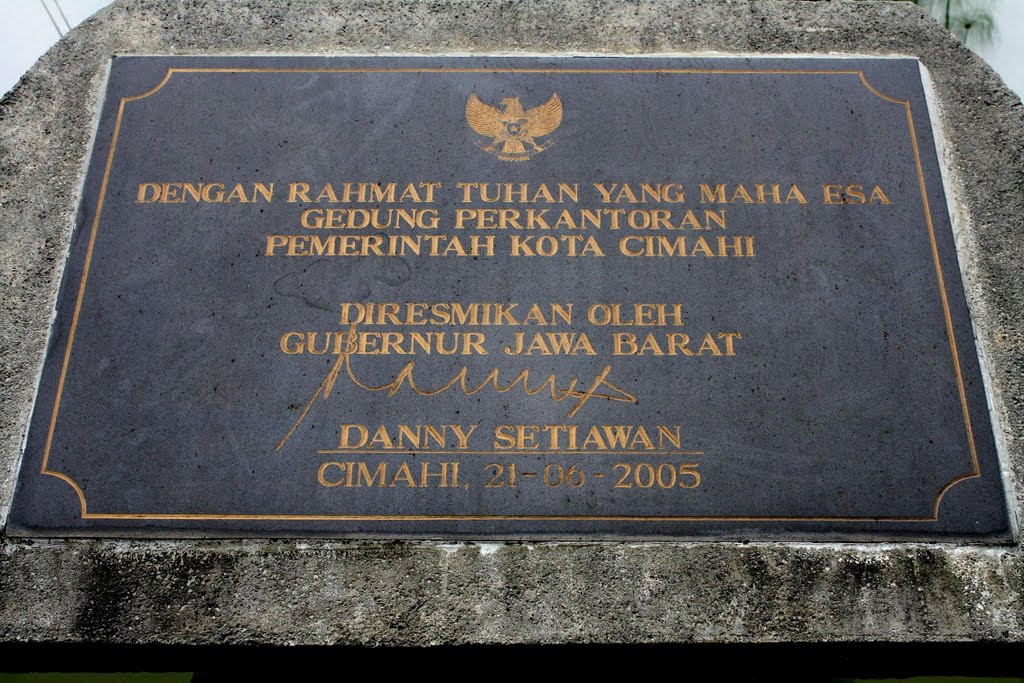 DENGAN RAHMAT TUHAN YANG MAHA ESA
GEDUNG PERKANTORAN
PEMERINTAH KOTA CIMAHI
DIRESMIKAN OLEH
GUBERNUR JAWA BARAT
DANNY SETIAWAN
CIMAHI, 21-06-2005